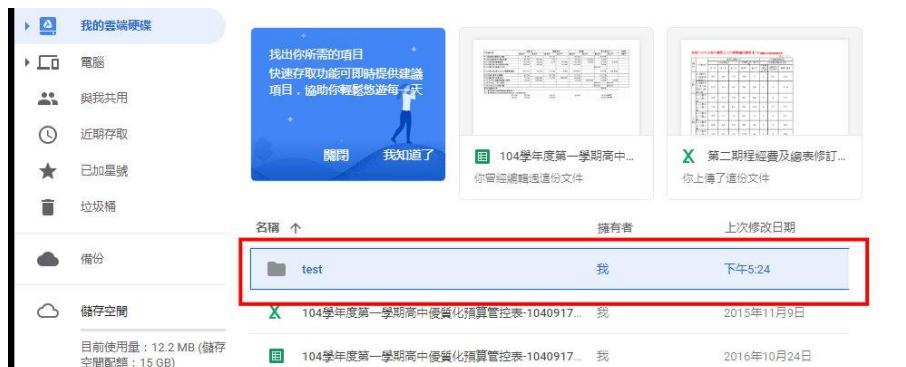 我的雲端硬碟
電腦
與我共用
近期存取
已加星號
垃圾桶
備份
儲存空間
目前使用量：12.2 MB (儲存
空間配額：15 GB)
找出你所需的項目
快速存取功能可即時提供建議
項目，協助你輕鬆悠遊每一天
關閉 我知道了
104學年度第一學期高中...
你曾經編輯過這份文件
X 第二期程經費及總表修訂...
你上傳了這份文件
名稱 ↑ 擁有者 上次修改日期
test 我 下午5:24
X 104學年度第一學期高中優質化預算管控表-1040917... 我 2015年11月9日
104學年度第一學期高中優質化預算管控表-1040917... 我 2016年10月24日